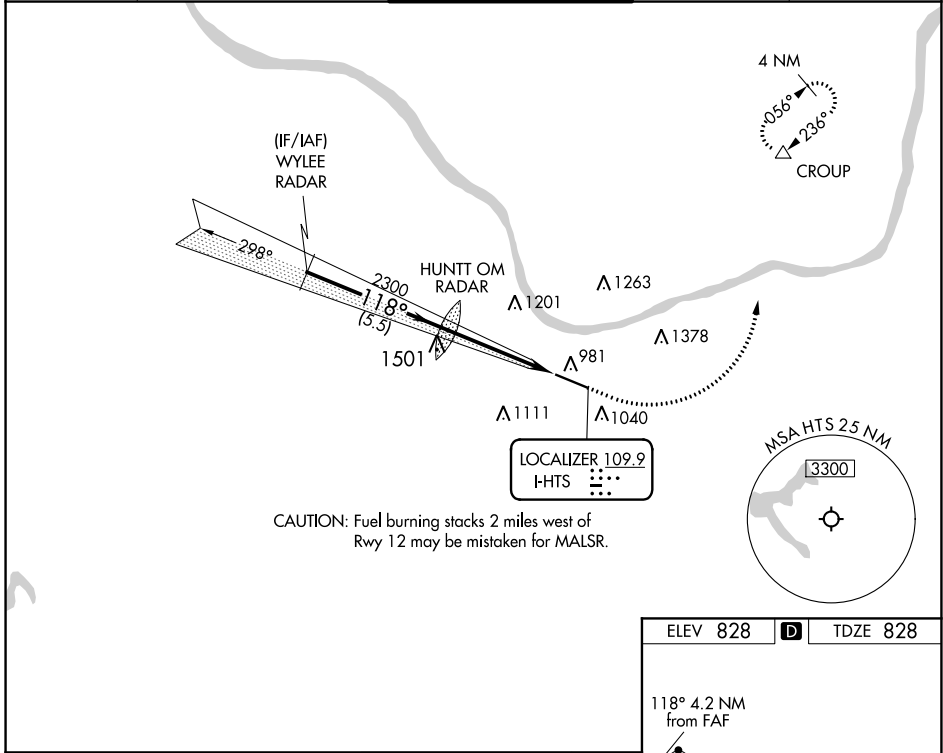 4 NM
056°
236°
CROUP
(IF/IAF)
WYLEE
RADAR
298°
2300
118°
(5.5)
HUNTT OM
RADAR
1201
1263
1378
1501
981
1111
1040
LOCALIZER 109.9
I-HTS
CAUTION: Fuel burning stacks 2 miles west of
Rwy 12 may be mistaken for MALSR.
MSA HTS 25 NM
3300
ELEV 828 D TDZE 828
118° 4.2 NM
from FAF